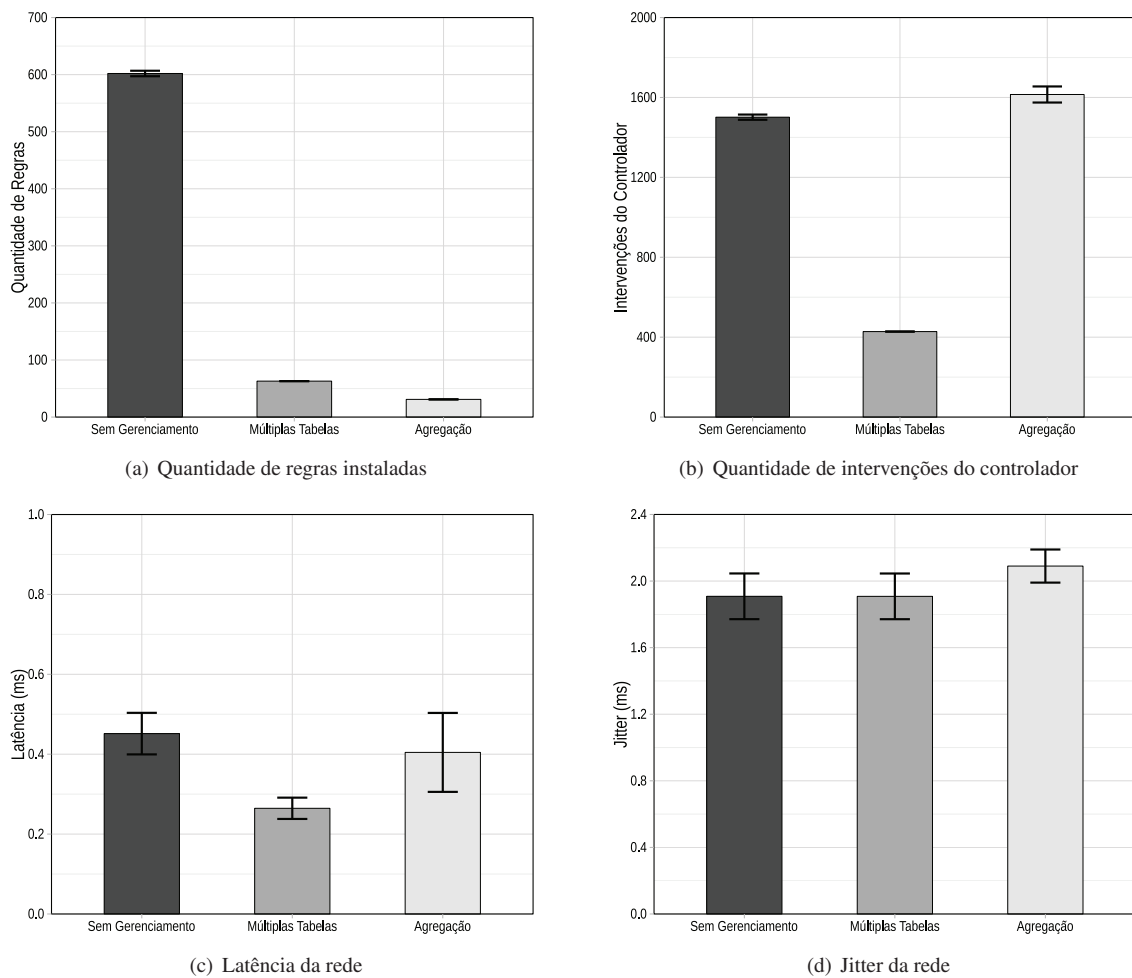 700
600
500
400
300
200
100
0
Quantidade de Regras
Sem Gerenciamento Múltiplas Tabelas Agregação
(a) Quantidade de regras instaladas
2000
1600
1200
800
400
0
Intervenções do Controlador
Sem Gerenciamento Múltiplas Tabelas Agregação
(b) Quantidade de intervenções do controlador
1.0
0.8
0.6
0.4
0.2
0.0
Latência (ms)
Sem Gerenciamento Múltiplas Tabelas Agregação
(c) Latência da rede
2.4
2.0
1.6
1.2
0.8
0.4
0.0
Jitter (ms)
Sem Gerenciamento Múltiplas Tabelas Agregação
(d) Jitter da rede